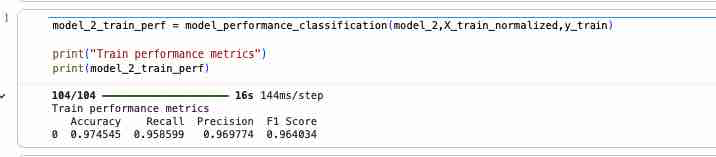 1
model_2_train_perf = model_performance_classification(model_2,X_train_normalized,y_train)
print("Train performance metrics")
print(model_2_train_perf)
104/104 ━━━━━━━━━━━━━━━━━━━━ 16s 144ms/step
Train performance metrics
Accuracy Recall Precision F1 Score
0 0.974545 0.958599 0.969774 0.964034